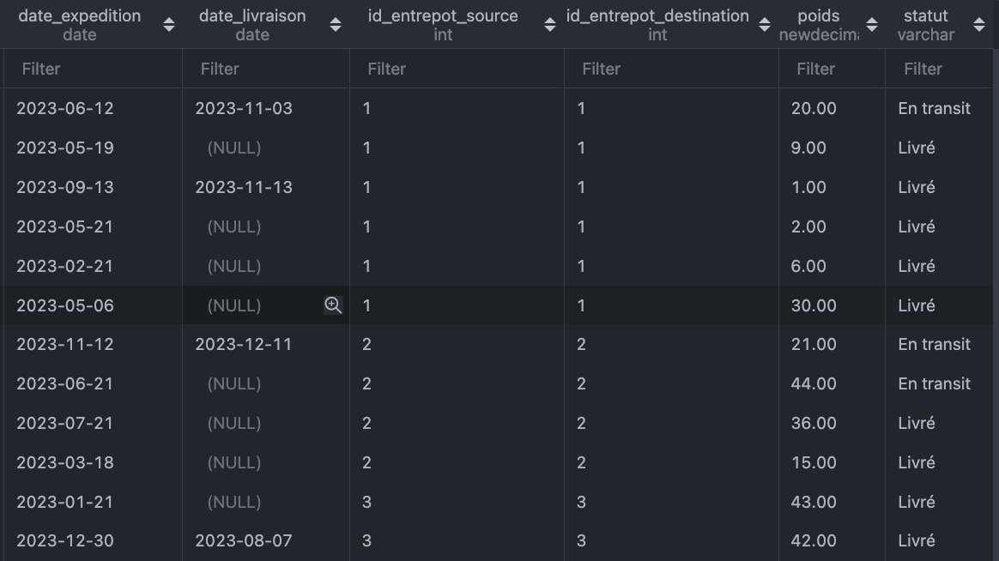 date_expedition date_livraison id_entrepot_source id_entrepot_destination poids statut
date date int int newdecima varchar
Filter Filter Filter Filter Filter Filter
2023-06-12 2023-11-03 1 1 20.00 En transit
2023-05-19 (NULL) 1 1 9.00 Livré
2023-09-13 2023-11-13 1 1 1.00 Livré
2023-05-21 (NULL) 1 1 2.00 Livré
2023-02-21 (NULL) 1 1 6.00 Livré
2023-05-06 (NULL) 1 1 30.00 Livré
2023-11-12 2023-12-11 2 2 21.00 En transit
2023-06-21 (NULL) 2 2 44.00 En transit
2023-07-21 (NULL) 2 2 36.00 Livré
2023-03-18 (NULL) 2 2 15.00 Livré
2023-01-21 (NULL) 3 3 43.00 Livré
2023-12-30 2023-08-07 3 3 42.00 Livré